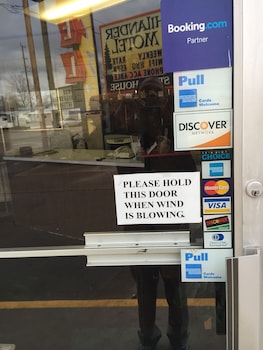 Booking.com
Partner
HILANDER
MOTEL
Pull
Cards
Welcome
DISCOVER
NETWORK
CHOICE
MasterCard
VISA
PLEASE HOLD
THIS DOOR
WHEN WIND
IS BLOWING.
Pull
Cards
Welcome